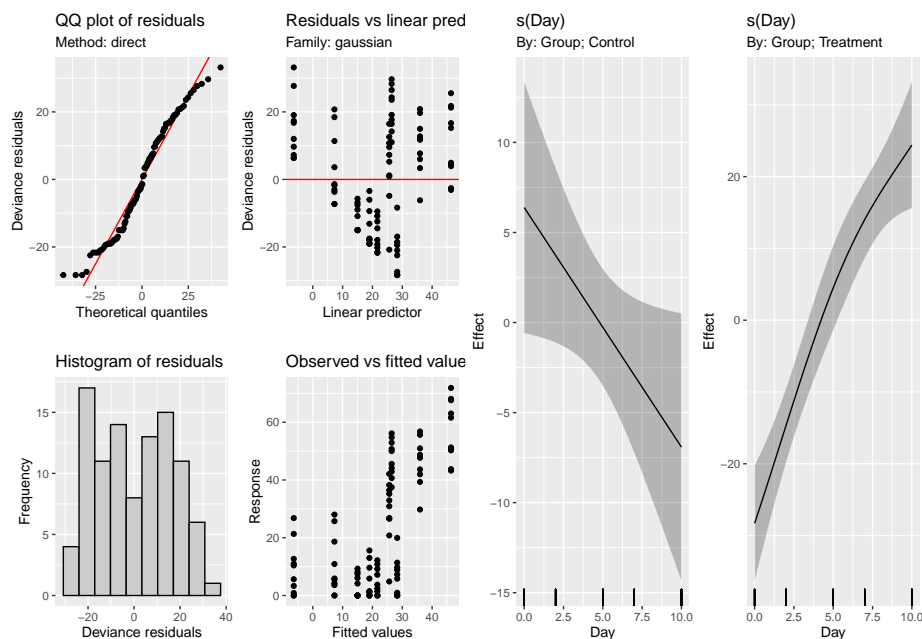 QQ plot of residuals
Method: direct
Deviance residuals
20
0
−20
−25
0
25
Theoretical quantiles
Residuals vs linear pred
Family: gaussian
Deviance residuals
20
0
−20
0
10
20
30
40
Linear predictor
Histogram of residuals
Frequency
15
10
5
0
−20
0
20
Deviance residuals
Observed vs fitted value
Response
60
40
20
0
0
10
20
30
40
Fitted values
s(Day)
By: Group; Control
Effect
10
5
0
−5
−10
−15
0.0
2.5
5.0
7.5
10.0
Day
s(Day)
By: Group; Treatment
Effect
20
0
−20
0.0
2.5
5.0
7.5
10.0
Day